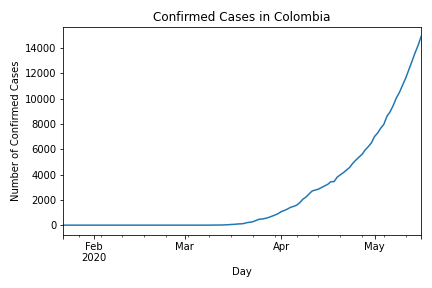 Confirmed Cases in Colombia
Number of Confirmed Cases
14000
12000
10000
8000
6000
4000
2000
0
Feb
2020
Mar
Apr
May
Day